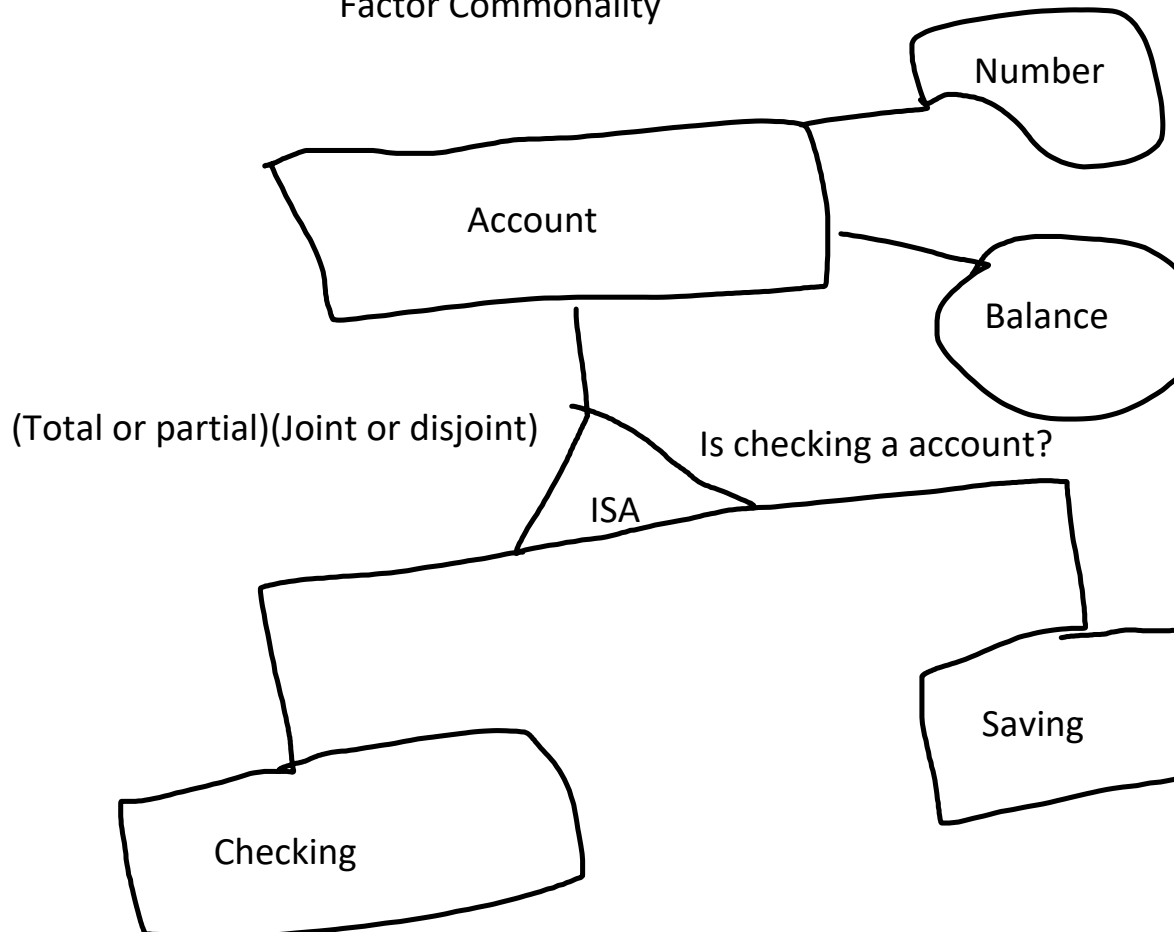 Factor Commonality
Number
Account
Balance
(Total or partial)(Joint or disjoint)
Is checking a account?
ISA
Saving
Checking